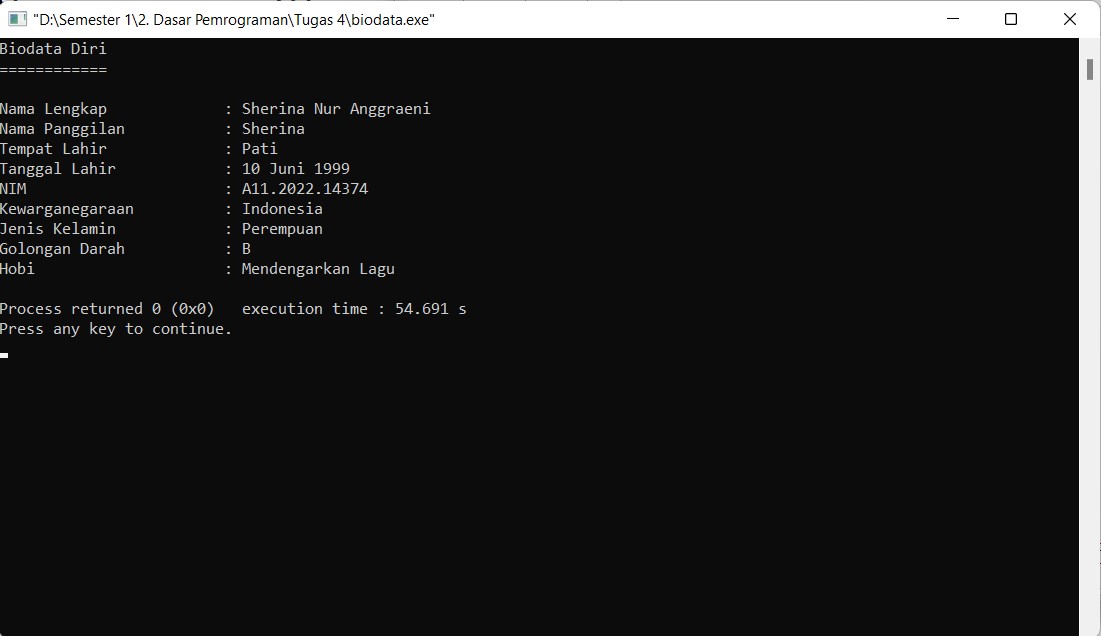 "D:\Semester 1\2. Dasar Pemrograman\Tugas 4\biodata.exe"
Biodata Diri
============
Nama Lengkap             : Sherina Nur Anggraeni
Nama Panggilan           : Sherina
Tempat Lahir             : Pati
Tanggal Lahir            : 10 Juni 1999
NIM                      : A11.2022.14374
Kewarganegaraan          : Indonesia
Jenis Kelamin            : Perempuan
Golongan Darah           : B
Hobi                     : Mendengarkan Lagu
Process returned 0 (0x0)   execution time : 54.691 s
Press any key to continue.